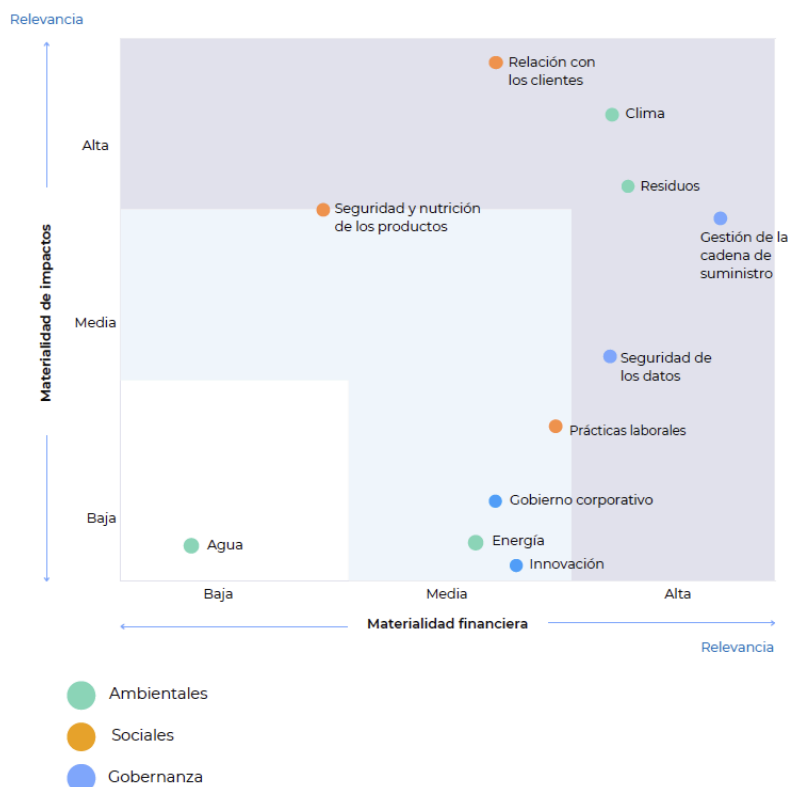 Relevancia
Relación con
los clientes
Clima
Alta
Residuos
Seguridad y nutrición
de los productos
Gestión de la
cadena de
suministro
Materialidad de impactos
Media
Seguridad de
los datos
Prácticas laborales
Gobierno corporativo
Baja
Energía
Agua
Innovación
Baja
Media
Alta
Materialidad financiera
Relevancia
Ambientales
Sociales
Gobernanza